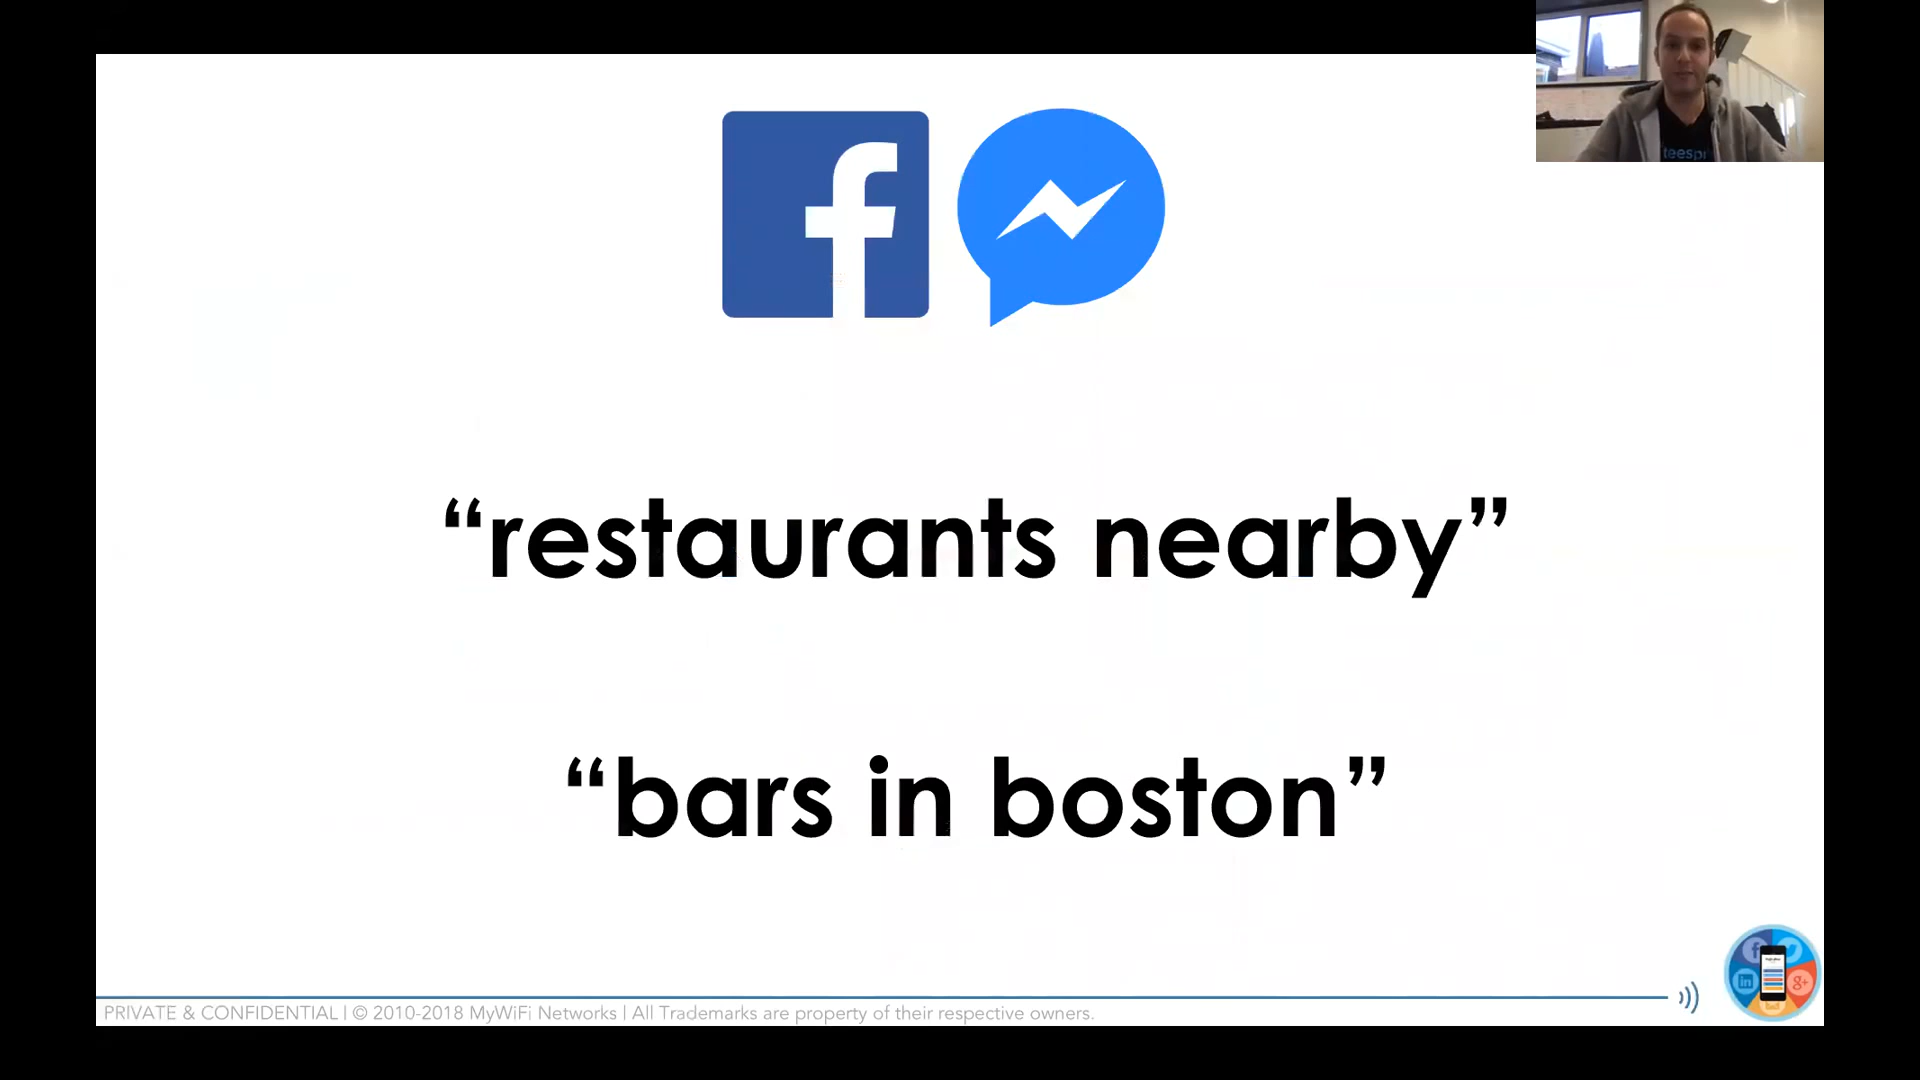 “restaurants nearby”
“bars in boston”
PRIVATE & CONFIDENTIAL | © 2010-2018 MyWiFi Networks | All Trademarks are property of their respective owners.